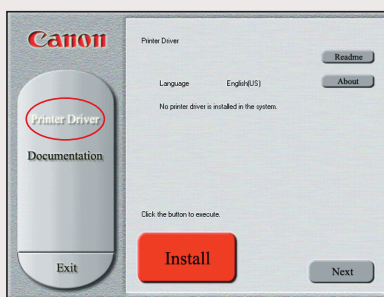 Canon
Printer Driver
Documentation
Exit
Printer Driver
Readme
Language English(US)
About
No printer driver is installed in the system.
Click the button to execute.
Install
Next